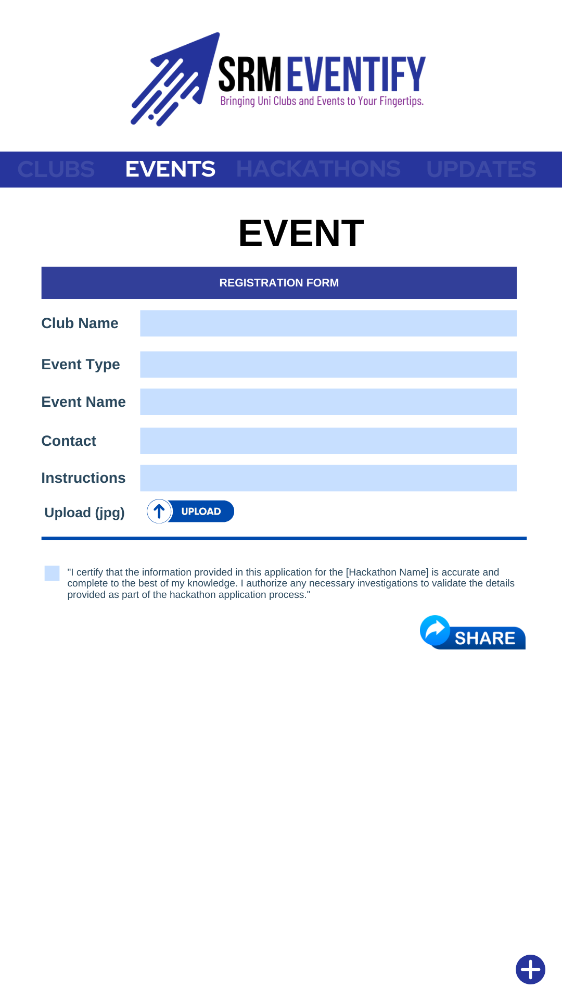 SRM EVENTIFY
Bringing Uni Clubs and Events to Your Fingertips.
CLUBS EVENTS HACKATHONS UPDATES
EVENT
REGISTRATION FORM
Club Name
Event Type
Event Name
Contact
Instructions
Upload (jpg) UPLOAD
"I certify that the information provided in this application for the [Hackathon Name] is accurate and
complete to the best of my knowledge. I authorize any necessary investigations to validate the details
provided as part of the hackathon application process."
SHARE